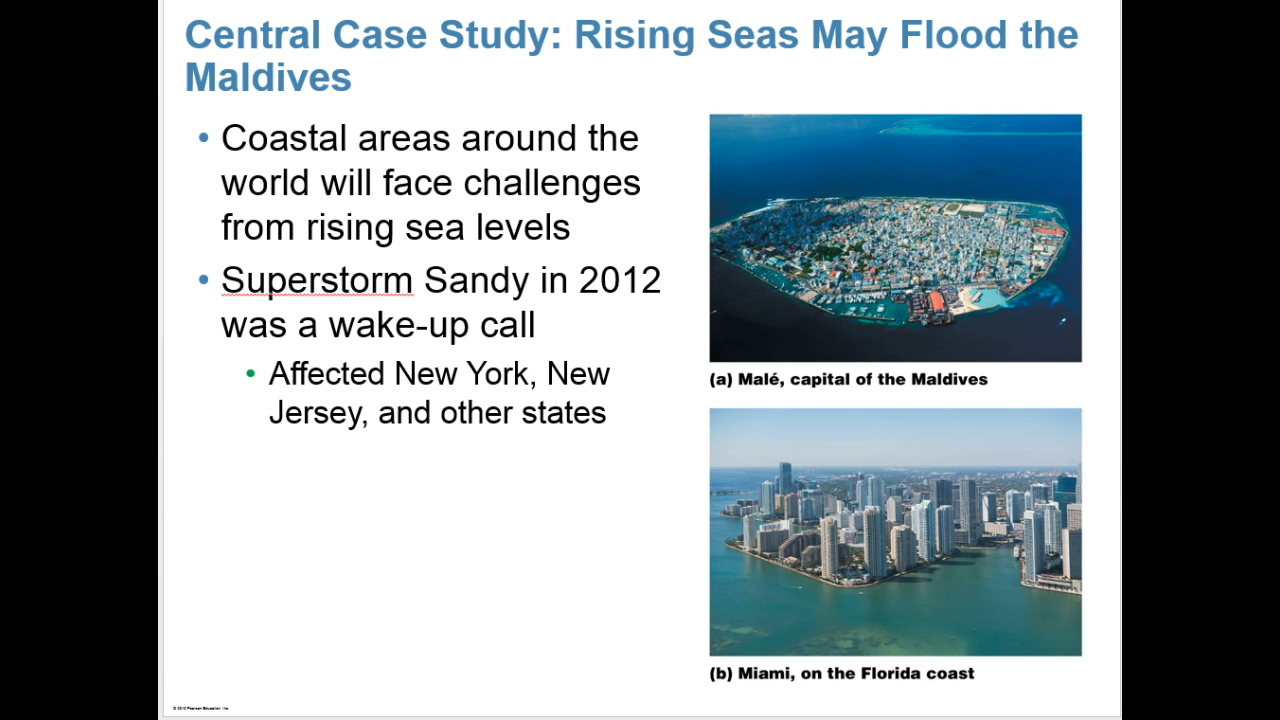 Central Case Study: Rising Seas May Flood the
Maldives
• Coastal areas around the
world will face challenges
from rising sea levels
• Superstorm Sandy in 2012
was a wake-up call
• Affected New York, New
Jersey, and other states
(a) Malé, capital of the Maldives
(b) Miami, on the Florida coast